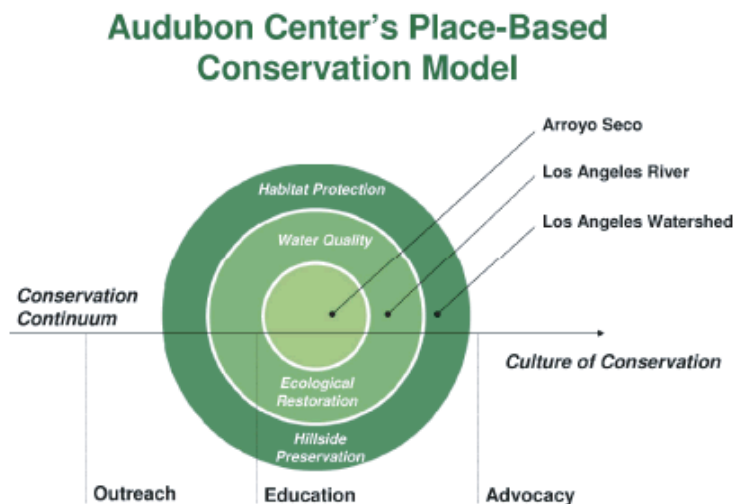 Audubon Center's Place-Based
Conservation Model
Arroyo Seco
Los Angeles River
Los Angeles Watershed
Habitat Protection
Water Quality
Conservation
Continuum
Culture of Conservation
Ecological
Restoration
Hillside
Preservation
Outreach
Education
Advocacy